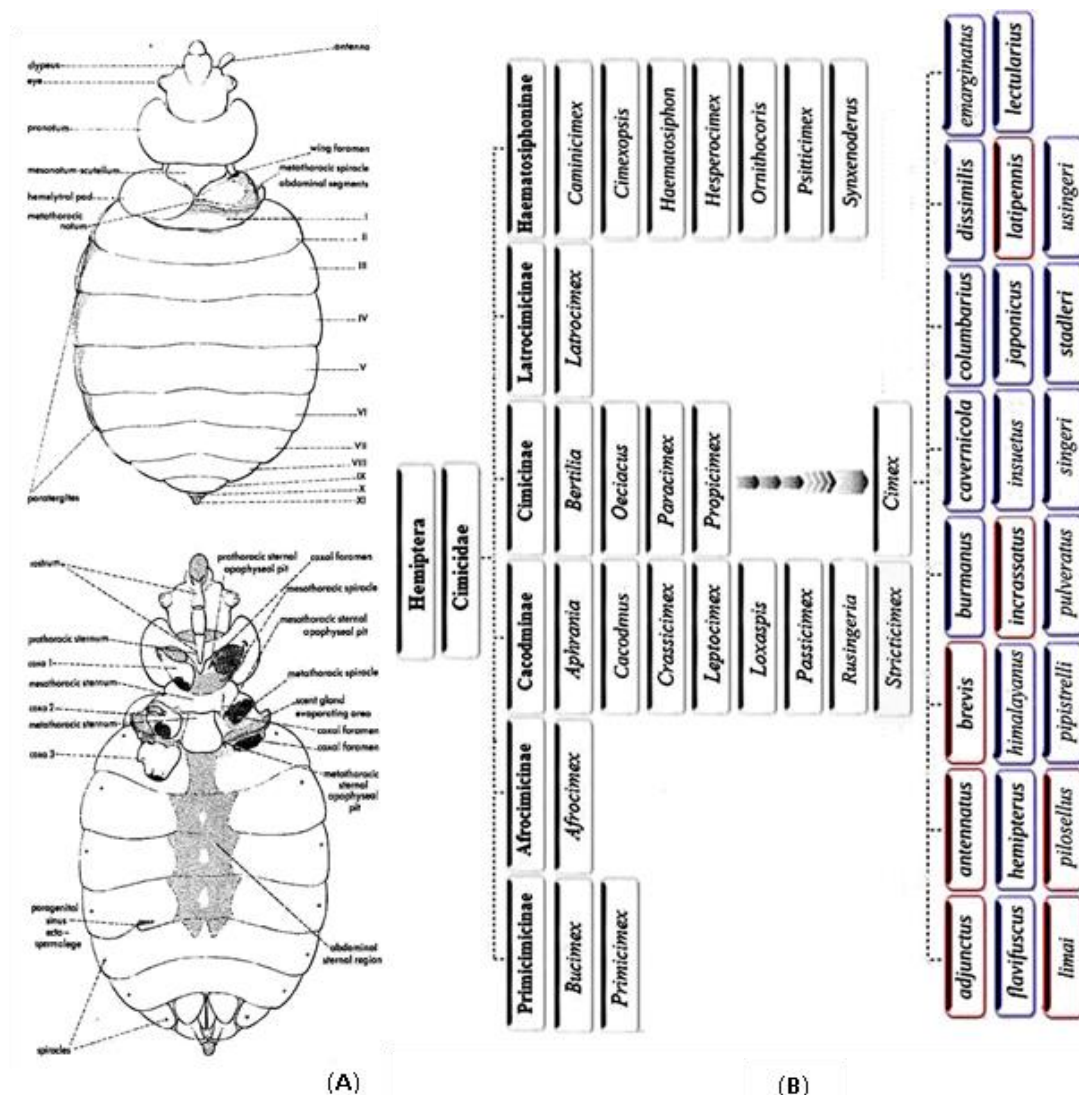 clypeus
eye
pronotum
mesonotum-scutellum
hemelytral pad
metathoracic
notum
paratergites
antenna
wing foramen
metathoracic spiracle
abdominal segments
I
II
III
IV
V
VI
VII
VIII
IX
X
XI
rostrum
prothoracic sternum
coxa 1
mesothoracic sternum
coxa 2
metathoracic sternum
coxa 3
paragenital
sinus
ecto-
spermalege
spiracles
prothoracic sternal
apophyseal pit
coxal foramen
mesothoracic spiracle
mesothoracic sternal
apophyseal pit
metathoracic spiracle
scent gland
evaporating area
coxal foramen
coxal foramen
metathoracic
sternal
apophyseal
pit
abdominal
sternal region
(A)
Hemiptera
Cimicidae
Primicimicinae
Bucimex
Primicimex
Afrocimicinae
Afrocimex
Cacodminae
Aphrania
Cacodmus
Crassicimex
Leptocimex
Loxaspis
Passicimex
Rusingeria
Stricticimex
Cimicinae
Bertilia
Oeciacus
Paracimex
Propicimex
Cimex
Latrocimicinae
Latrocimex
Haematosiphoninae
Caminicimex
Cimexopsis
Haematosiphon
Hesperocimex
Ornithocoris
Psitticimex
Synxenoderus
adjunctus
antennatus
brevis
burmanus
cavernicola
columbarius
dissimilis
emarginatus
flavifuscus
hemipterus
himalayanus
incrassatus
insuetus
japonicus
latipennis
lectularius
limai
pilosellus
pipistrelli
pulveratus
singeri
stadleri
usingeri
(B)